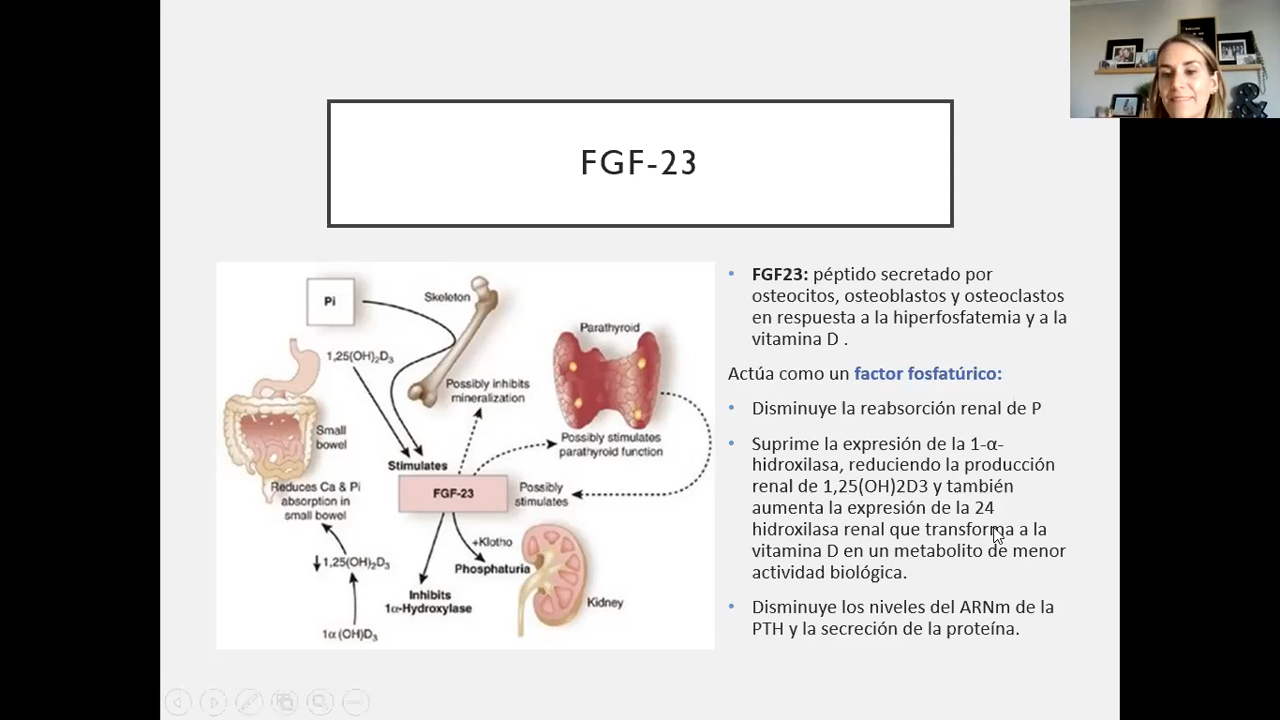 FGF-23
Pi
Skeleton
Parathyroid
1,25(OH)₂D₃
Possibly inhibits
mineralization
Small
bowel
Possibly stimulates
parathyroid function
Stimulates
FGF-23
Possibly
stimulates
Reduces Ca & Pi
absorption in
small bowel
+Klotho
↓1,25(OH)₂D₃
Phosphaturia
Inhibits
1α-Hydroxylase
Kidney
1α(OH)D₃
• FGF23: péptido secretado por
osteocitos, osteoblastos y osteoclastos
en respuesta a la hiperfosfatemia y a la
vitamina D .
Actúa como un factor fosfatúrico:
• Disminuye la reabsorción renal de P
• Suprime la expresión de la 1-α-
hidroxilasa, reduciendo la producción
renal de 1,25(OH)2D3 y también
aumenta la expresión de la 24
hidroxilasa renal que transforma a la
vitamina D en un metabolito de menor
actividad biológica.
• Disminuye los niveles del ARNm de la
PTH y la secreción de la proteína.
&